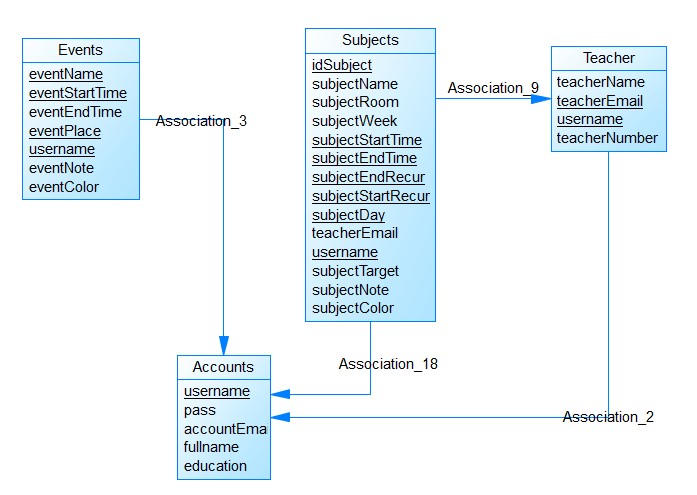 Events
eventName
eventStartTime
eventEndTime
eventPlace
username
eventNote
eventColor
Association_3
Subjects
idSubject
subjectName
subjectRoom
subjectWeek
subjectStartTime
subjectEndTime
subjectEndRecur
subjectStartRecur
subjectDay
teacherEmail
username
subjectTarget
subjectNote
subjectColor
Association_9
Teacher
teacherName
teacherEmail
username
teacherNumber
Association_18
Accounts
username
pass
accountEma
fullname
education
Association_2